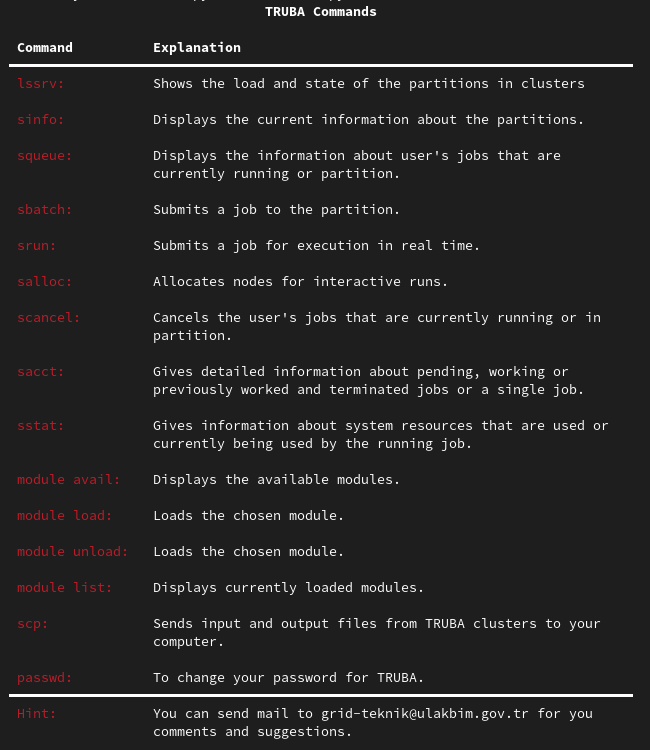 TRUBA Commands
Command Explanation
lssrv: Shows the load and state of the partitions in clusters
sinfo: Displays the current information about the partitions.
squeue: Displays the information about user's jobs that are
currently running or partition.
sbatch: Submits a job to the partition.
srun: Submits a job for execution in real time.
salloc: Allocates nodes for interactive runs.
scancel: Cancels the user's jobs that are currently running or in
partition.
sacct: Gives detailed information about pending, working or
previously worked and terminated jobs or a single job.
sstat: Gives information about system resources that are used or
currently being used by the running job.
module avail: Displays the available modules.
module load: Loads the chosen module.
module unload: Loads the chosen module.
module list: Displays currently loaded modules.
scp: Sends input and output files from TRUBA clusters to your
computer.
passwd: To change your password for TRUBA.
Hint: You can send mail to grid-teknik@ulakbim.gov.tr for you
comments and suggestions.